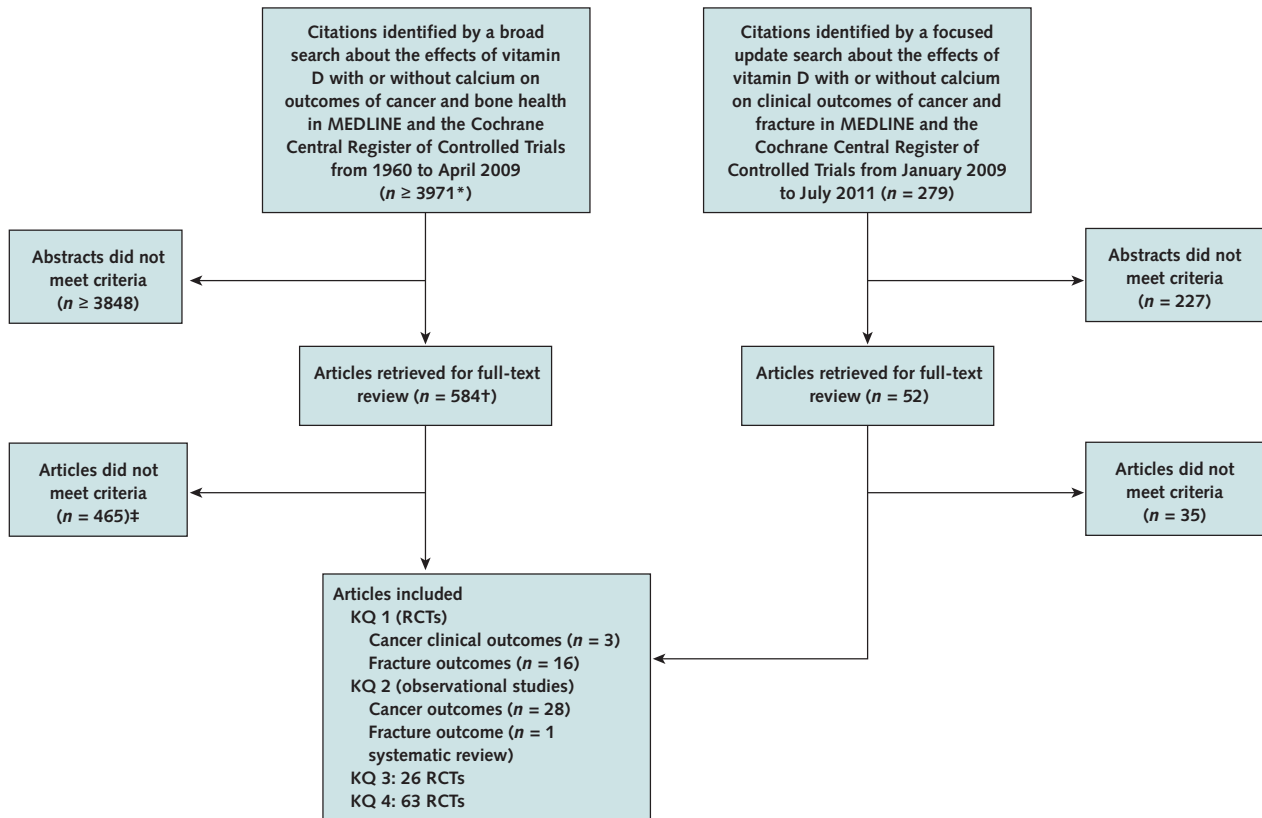 Citations identified by a broad
search about the effects of vitamin
D with or without calcium on
outcomes of cancer and bone health
in MEDLINE and the Cochrane
Central Register of Controlled Trials
from 1960 to April 2009
(n ≥ 3971*)
Citations identified by a focused
update search about the effects of
vitamin D with or without calcium
on clinical outcomes of cancer and
fracture in MEDLINE and the
Cochrane Central Register of
Controlled Trials from January 2009
to July 2011 (n = 279)
Abstracts did not
meet criteria
(n ≥ 3848)
Abstracts did not
meet criteria
(n = 227)
Articles retrieved for full-text
review (n = 584†)
Articles retrieved for full-text
review (n = 52)
Articles did not
meet criteria
(n = 465)‡
Articles did not
meet criteria
(n = 35)
Articles included
KQ 1 (RCTs)
Cancer clinical outcomes (n = 3)
Fracture outcomes (n = 16)
KQ 2 (observational studies)
Cancer outcomes (n = 28)
Fracture outcome (n = 1
systematic review)
KQ 3: 26 RCTs
KQ 4: 63 RCTs